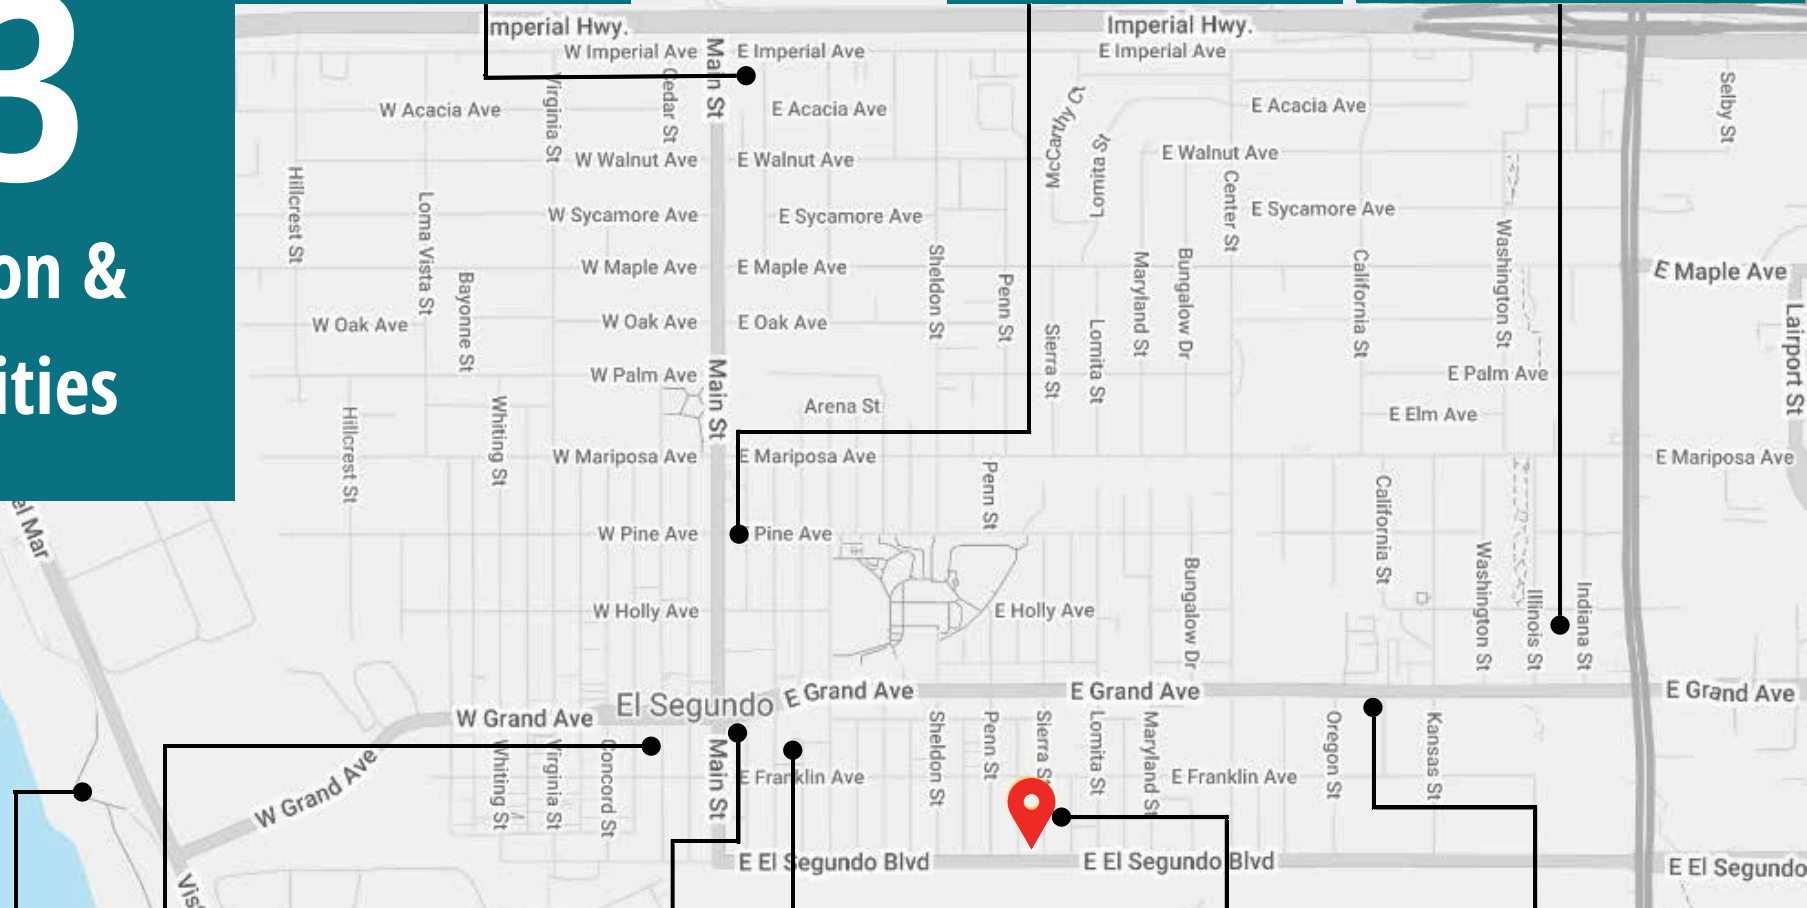 3
on &
ities
mperial Hwy.
Imperial Hwy.
W Imperial Ave
E Imperial Ave
E Imperial Ave
Main St
Virginia St
Cedar St
W Acacia Ave
E Acacia Ave
E Acacia Ave
McCarthy Ct
Lomita St
Selby St
W Walnut Ave
E Walnut Ave
E Walnut Ave
Hillcrest St
Loma Vista St
W Sycamore Ave
E Sycamore Ave
Center St
E Sycamore Ave
Washington St
W Maple Ave
E Maple Ave
Sheldon St
Penn St
Maryland St
Bungalow Dr
California St
E Maple Ave
Bayonne St
W Oak Ave
W Oak Ave
E Oak Ave
Sierra St
Lomita St
Lairport St
W Palm Ave
Main St
E Palm Ave
Arena St
E Elm Ave
Hillcrest St
Whiting St
W Mariposa Ave
E Mariposa Ave
E Mariposa Ave
Penn St
California St
el Mar
W Pine Ave
Pine Ave
Washington St
Bungalow Dr
Illinois St
Indiana St
W Holly Ave
E Holly Ave
El Segundo
E Grand Ave
E Grand Ave
E Grand Ave
W Grand Ave
Whiting St
Virginia St
Concord St
Main St
Sheldon St
Penn St
Sierra St
Lomita St
Maryland St
Oregon St
Kansas St
E Franklin Ave
E Franklin Ave
W Grand Ave
E El Segundo Blvd
E El Segundo Blvd
E El Segundo
Vis